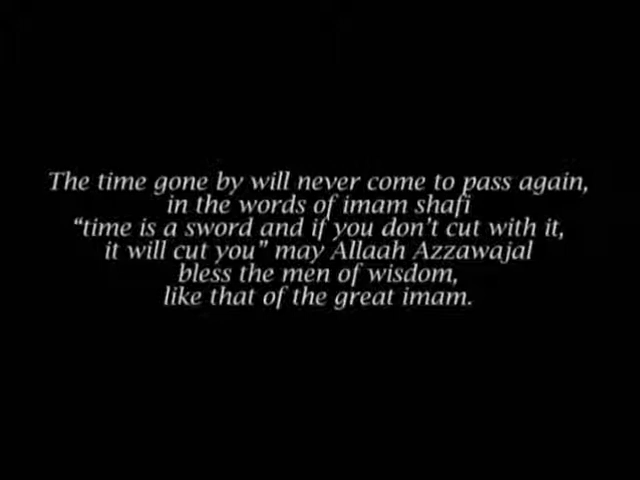 The time gone by will never come to pass again,
in the words of imam shafi
“time is a sword and if you don’t cut with it,
it will cut you” may Allaah Azzawajal
bless the men of wisdom,
like that of the great imam.